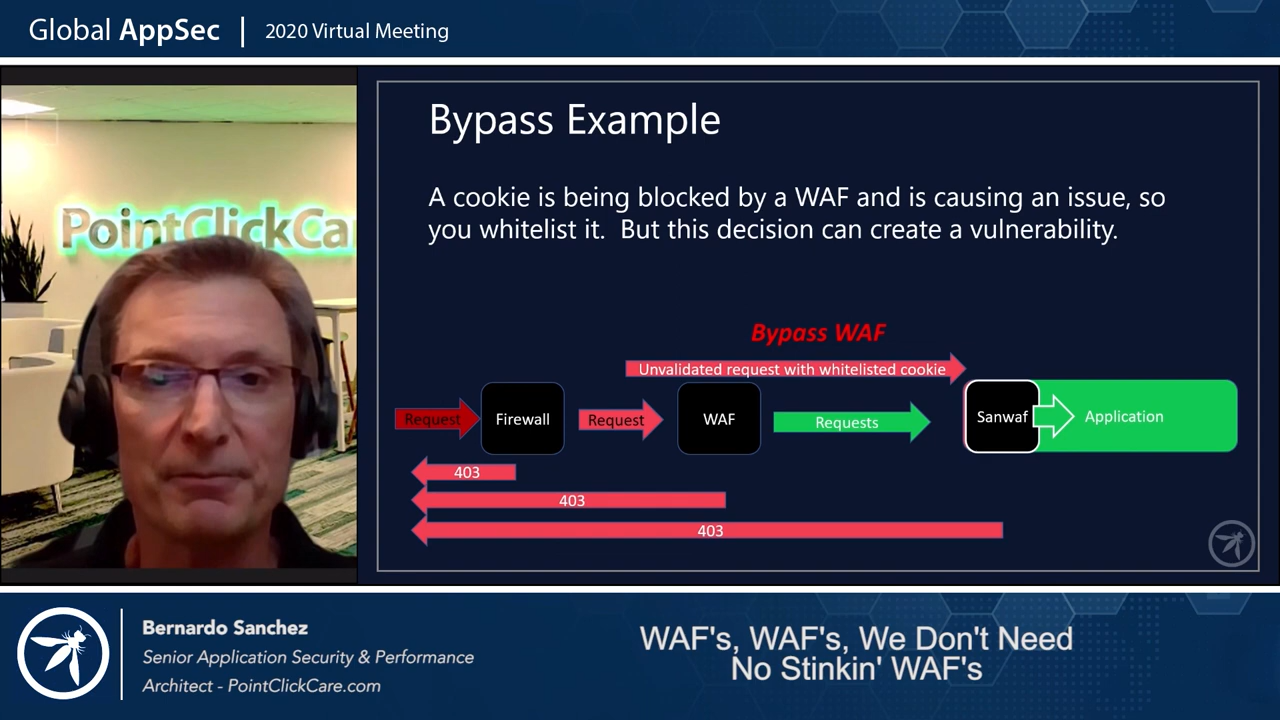 Global AppSec | 2020 Virtual Meeting
PointClickCa
Bypass Example
A cookie is being blocked by a WAF and is causing an issue, so
you whitelist it.  But this decision can create a vulnerability.
Bypass WAF
Unvalidated request with whitelisted cookie
Request
Firewall
Request
WAF
Requests
Sanwaf
Application
403
403
403
Bernardo Sanchez
Senior Application Security & Performance
Architect - PointClickCare.com
WAF's, WAF's, We Don't Need
No Stinkin' WAF's